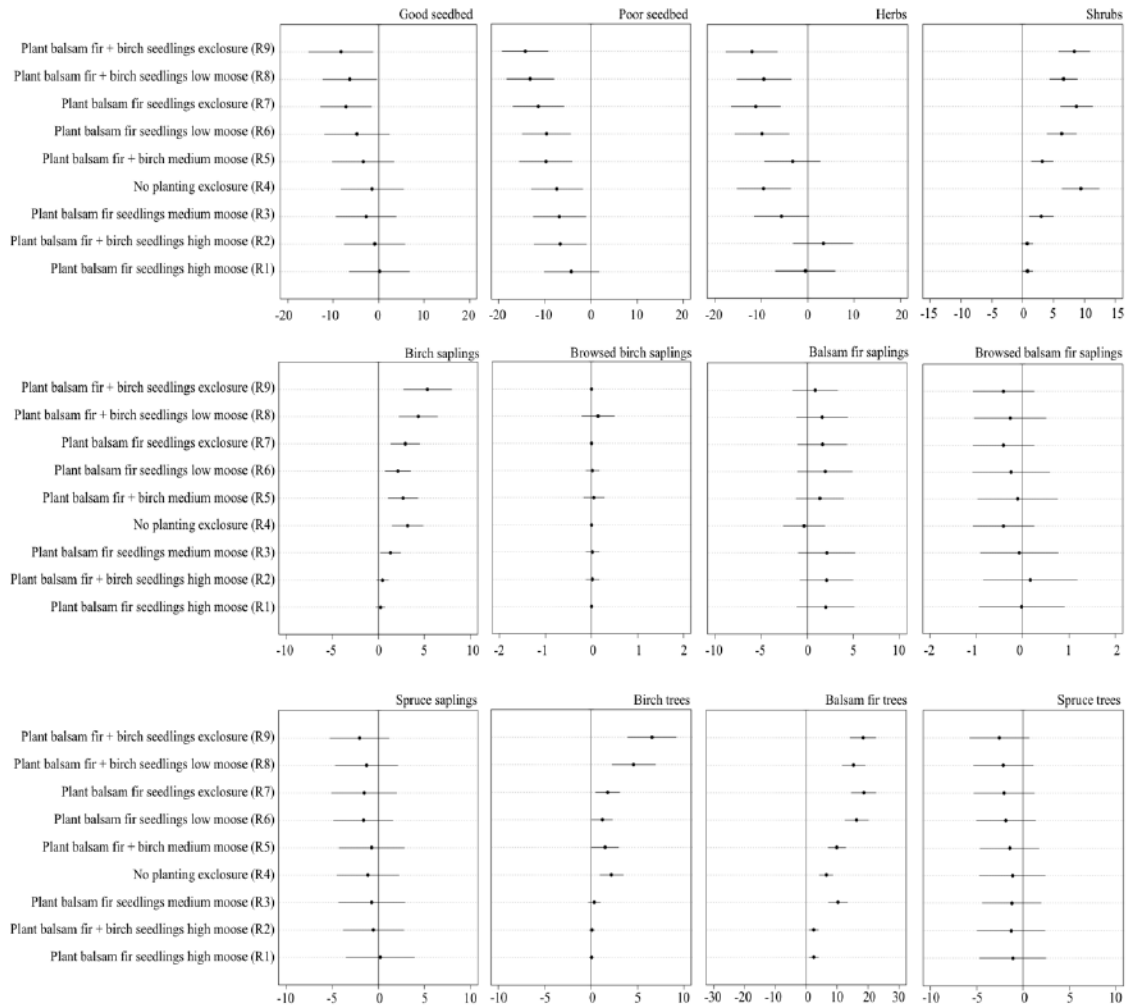 Good seedbed
Poor seedbed
Herbs
Shrubs
Plant balsam fir + birch seedlings exclosure (R9)
Plant balsam fir + birch seedlings low moose (R8)
Plant balsam fir seedlings exclosure (R7)
Plant balsam fir seedlings low moose (R6)
Plant balsam fir + birch medium moose (R5)
No planting exclosure (R4)
Plant balsam fir seedlings medium moose (R3)
Plant balsam fir + birch seedlings high moose (R2)
Plant balsam fir seedlings high moose (R1)
-20 -10 0 10 20
-20 -10 0 10 20
-20 -10 0 10 20
-15 -10 -5 0 5 10 15
Birch saplings
Browsed birch saplings
Balsam fir saplings
Browsed balsam fir saplings
Plant balsam fir + birch seedlings exclosure (R9)
Plant balsam fir + birch seedlings low moose (R8)
Plant balsam fir seedlings exclosure (R7)
Plant balsam fir seedlings low moose (R6)
Plant balsam fir + birch medium moose (R5)
No planting exclosure (R4)
Plant balsam fir seedlings medium moose (R3)
Plant balsam fir + birch seedlings high moose (R2)
Plant balsam fir seedlings high moose (R1)
-10 -5 0 5 10
-2 -1 0 1 2
-10 -5 0 5 10
-2 -1 0 1 2
Spruce saplings
Birch trees
Balsam fir trees
Spruce trees
Plant balsam fir + birch seedlings exclosure (R9)
Plant balsam fir + birch seedlings low moose (R8)
Plant balsam fir seedlings exclosure (R7)
Plant balsam fir seedlings low moose (R6)
Plant balsam fir + birch medium moose (R5)
No planting exclosure (R4)
Plant balsam fir seedlings medium moose (R3)
Plant balsam fir + birch seedlings high moose (R2)
Plant balsam fir seedlings high moose (R1)
-10 -5 0 5 10
-10 -5 0 5 10
-30 -20 -10 0 10 20 30
-10 -5 0 5 10